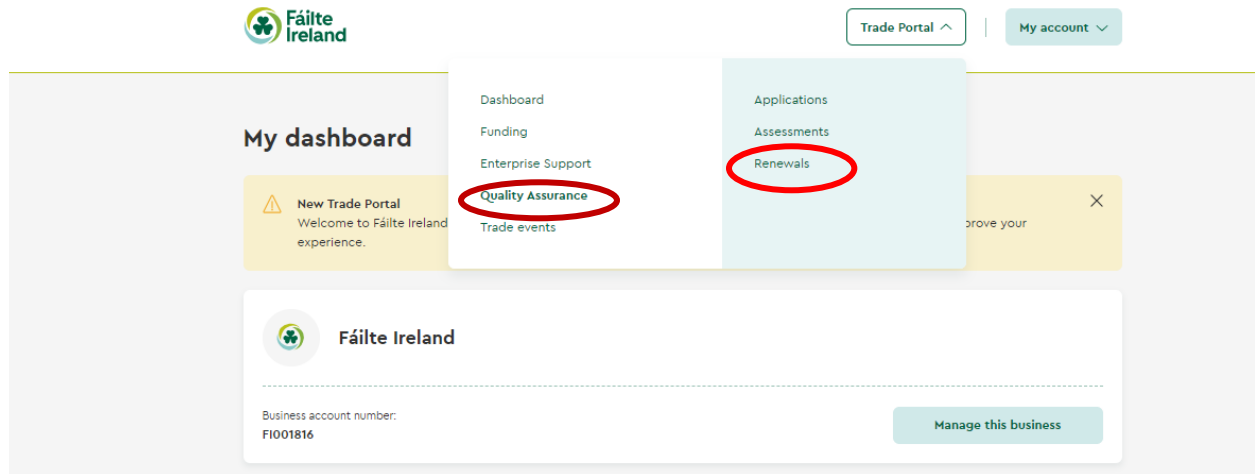 Fáilte
Ireland
Trade Portal
My account
Dashboard
Funding
Enterprise Support
Quality Assurance
Trade events
Applications
Assessments
Renewals
My dashboard
New Trade Portal
Welcome to Fáilte Ireland
prove your
experience.
Fáilte Ireland
Business account number:
FI001816
Manage this business